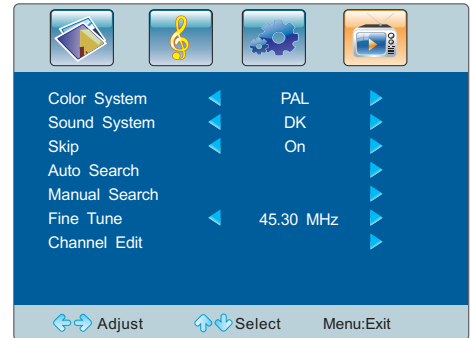 Color System PAL
Sound System DK
Skip On
Auto Search
Manual Search
Fine Tune 45.30 MHz
Channel Edit
Adjust Select Menu:Exit